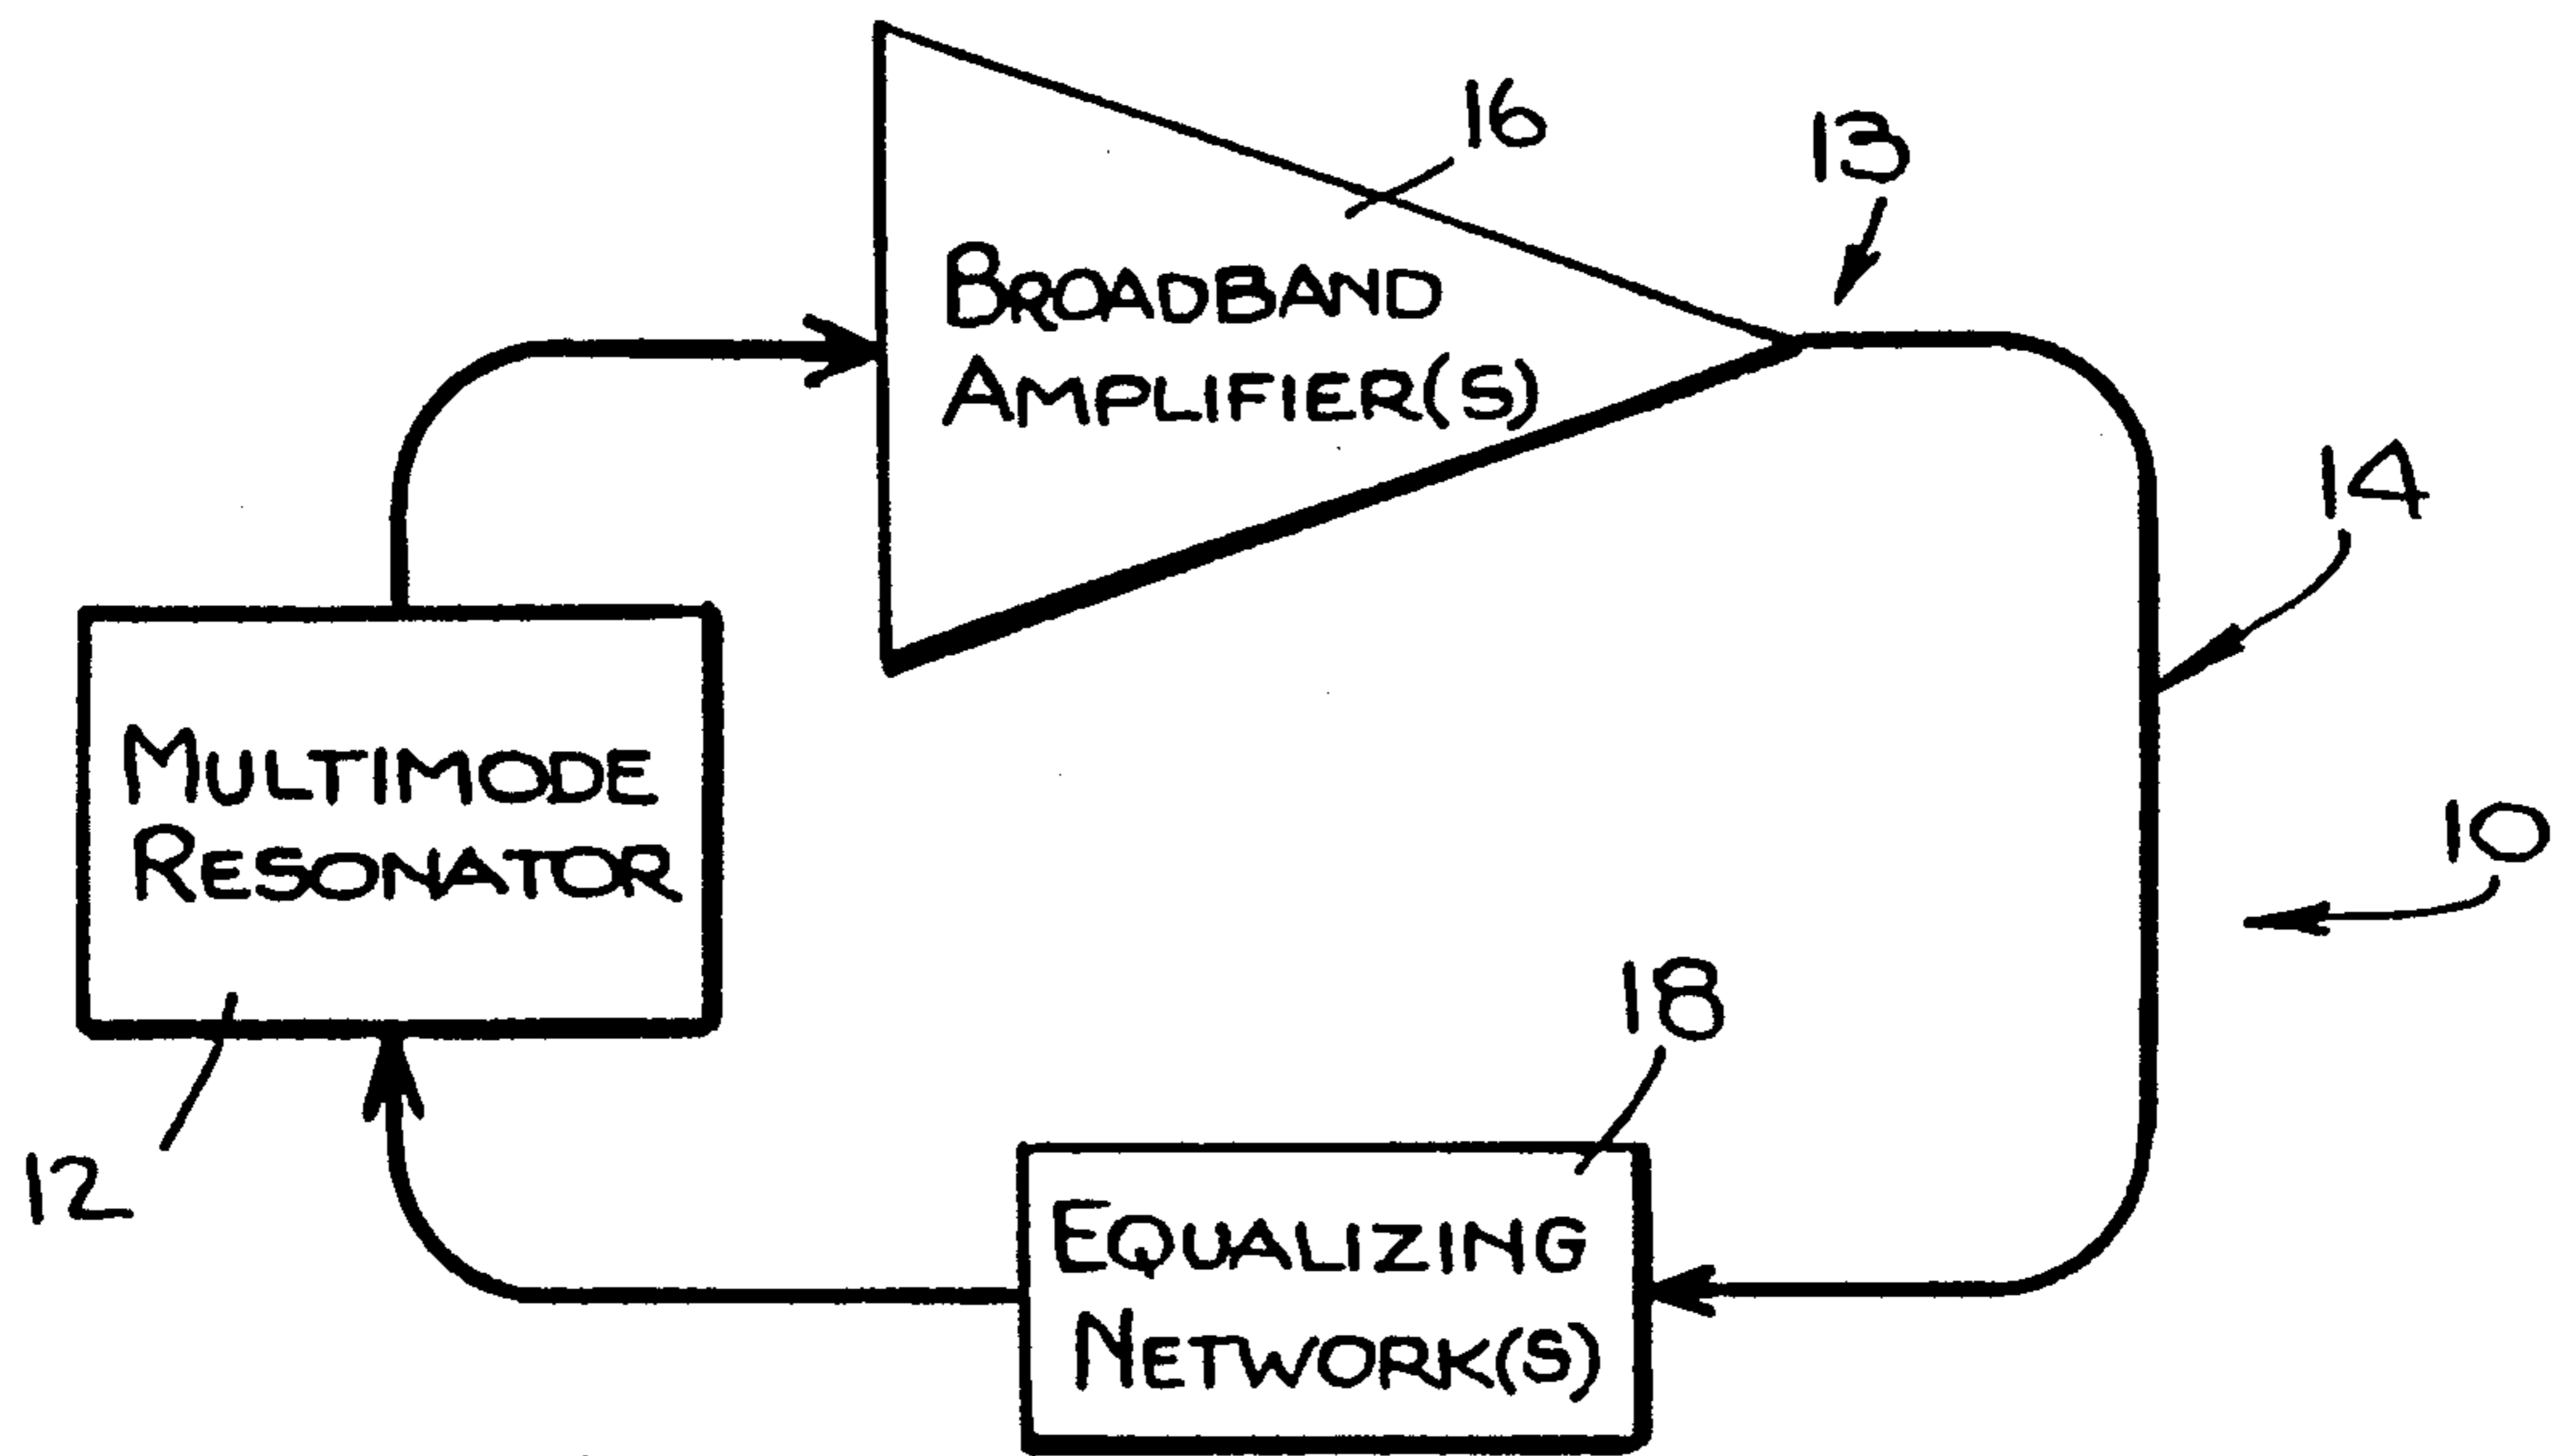 16
13
BROADBAND
AMPLIFIER(S)
14
MULTIMODE
RESONATOR
10
18
12
EQUALIZING
NETWORK(S)